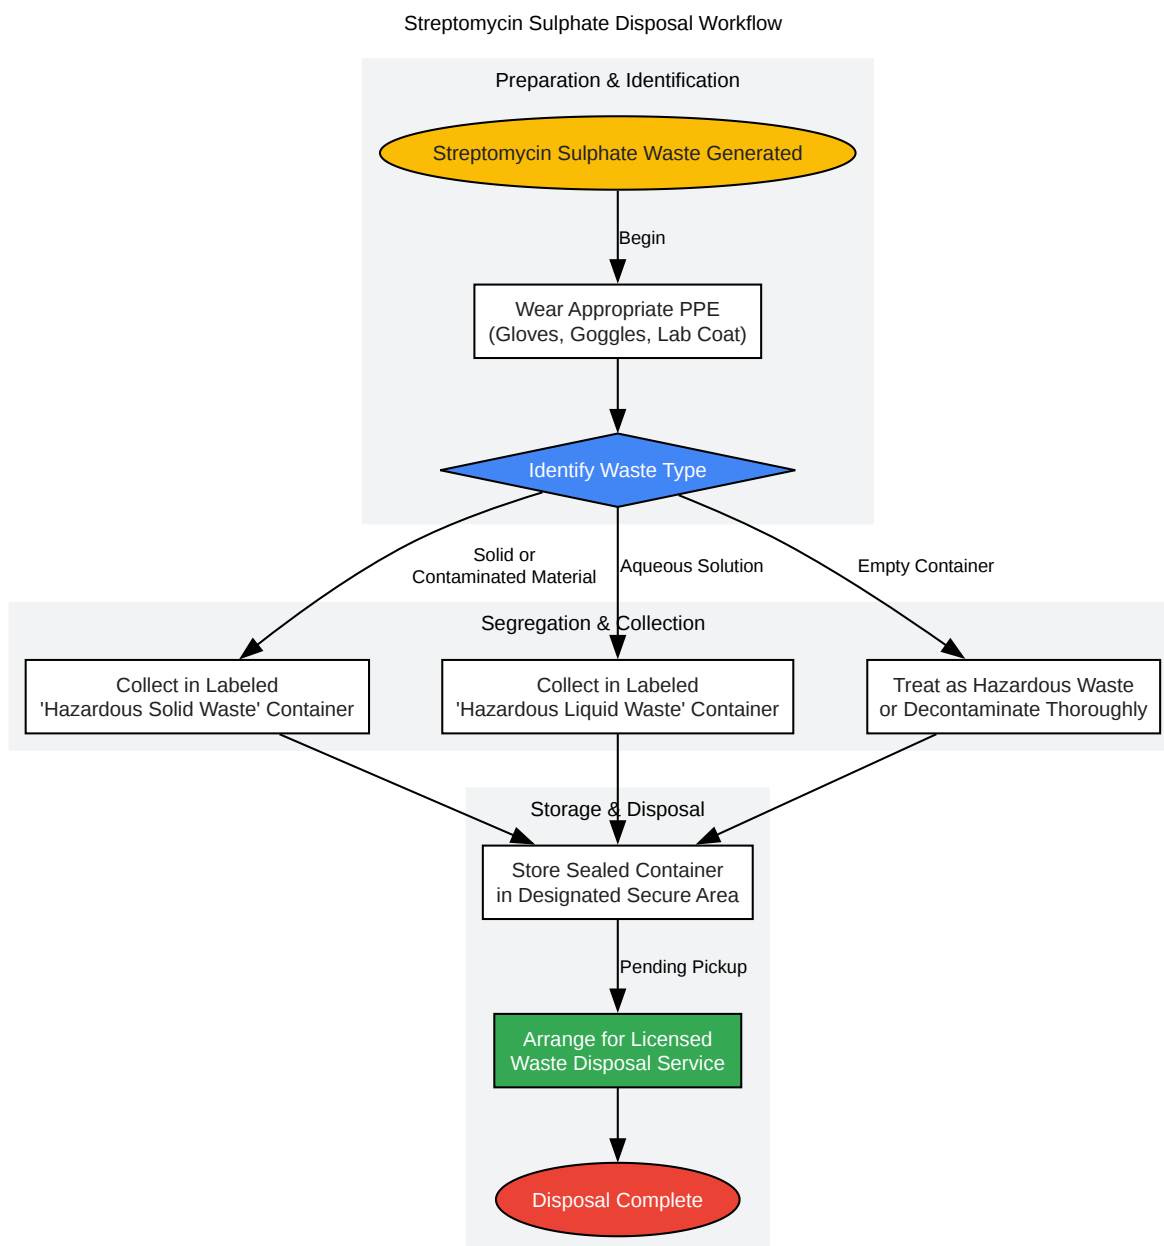 Streptomycin Sulphate Disposal Workflow
Preparation & Identification
Streptomycin Sulphate Waste Generated
Begin
Wear Appropriate PPE
(Gloves, Goggles, Lab Coat)
Identify Waste Type
Solid or
Contaminated Material
Aqueous Solution
Empty Container
Segregation & Collection
Collect in Labeled
'Hazardous Solid Waste' Container
Collect in Labeled
'Hazardous Liquid Waste' Container
Treat as Hazardous Waste
or Decontaminate Thoroughly
Storage & Disposal
Store Sealed Container
in Designated Secure Area
Pending Pickup
Arrange for Licensed
Waste Disposal Service
Disposal Complete